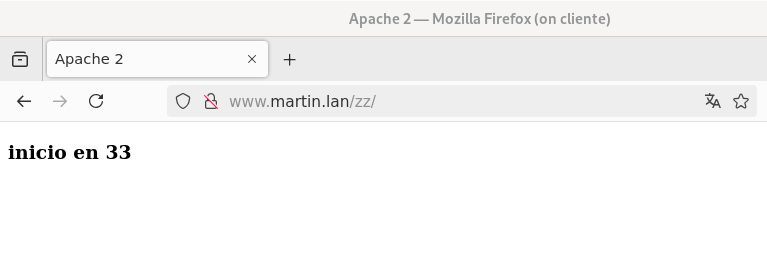 Apache 2 — Mozilla Firefox (on cliente)
Apache 2
www.martin.lan/zz/
inicio en 33